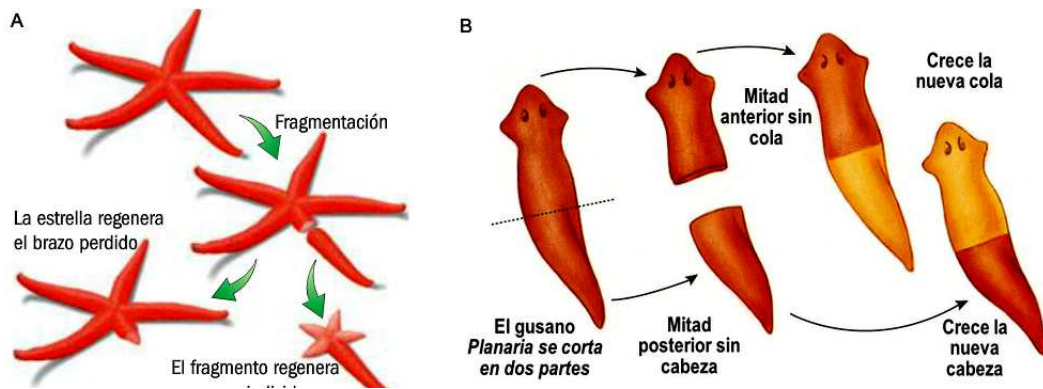 A
Fragmentación
La estrella regenera
el brazo perdido
El fragmento regenera
B
Mitad
anterior sin
cola
Crece la
nueva cola
El gusano
Planaria se corta
en dos partes
Mitad
posterior sin
cabeza
Crece la
nueva
cabeza